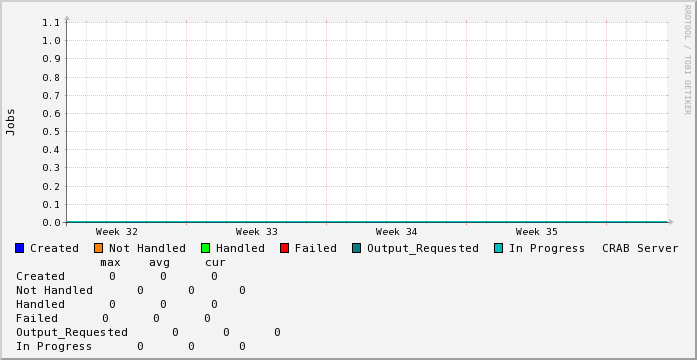 RRDTOOL / TOBI OETIKER
Jobs
1.1
1.0
0.9
0.8
0.7
0.6
0.5
0.4
0.3
0.2
0.1
0.0
Week 32 Week 33 Week 34 Week 35
Created Not Handled Handled Failed Output_Requested In Progress CRAB Server
max avg cur
Created 0 0 0
Not Handled 0 0 0
Handled 0 0 0
Failed 0 0 0
Output_Requested 0 0 0
In Progress 0 0 0